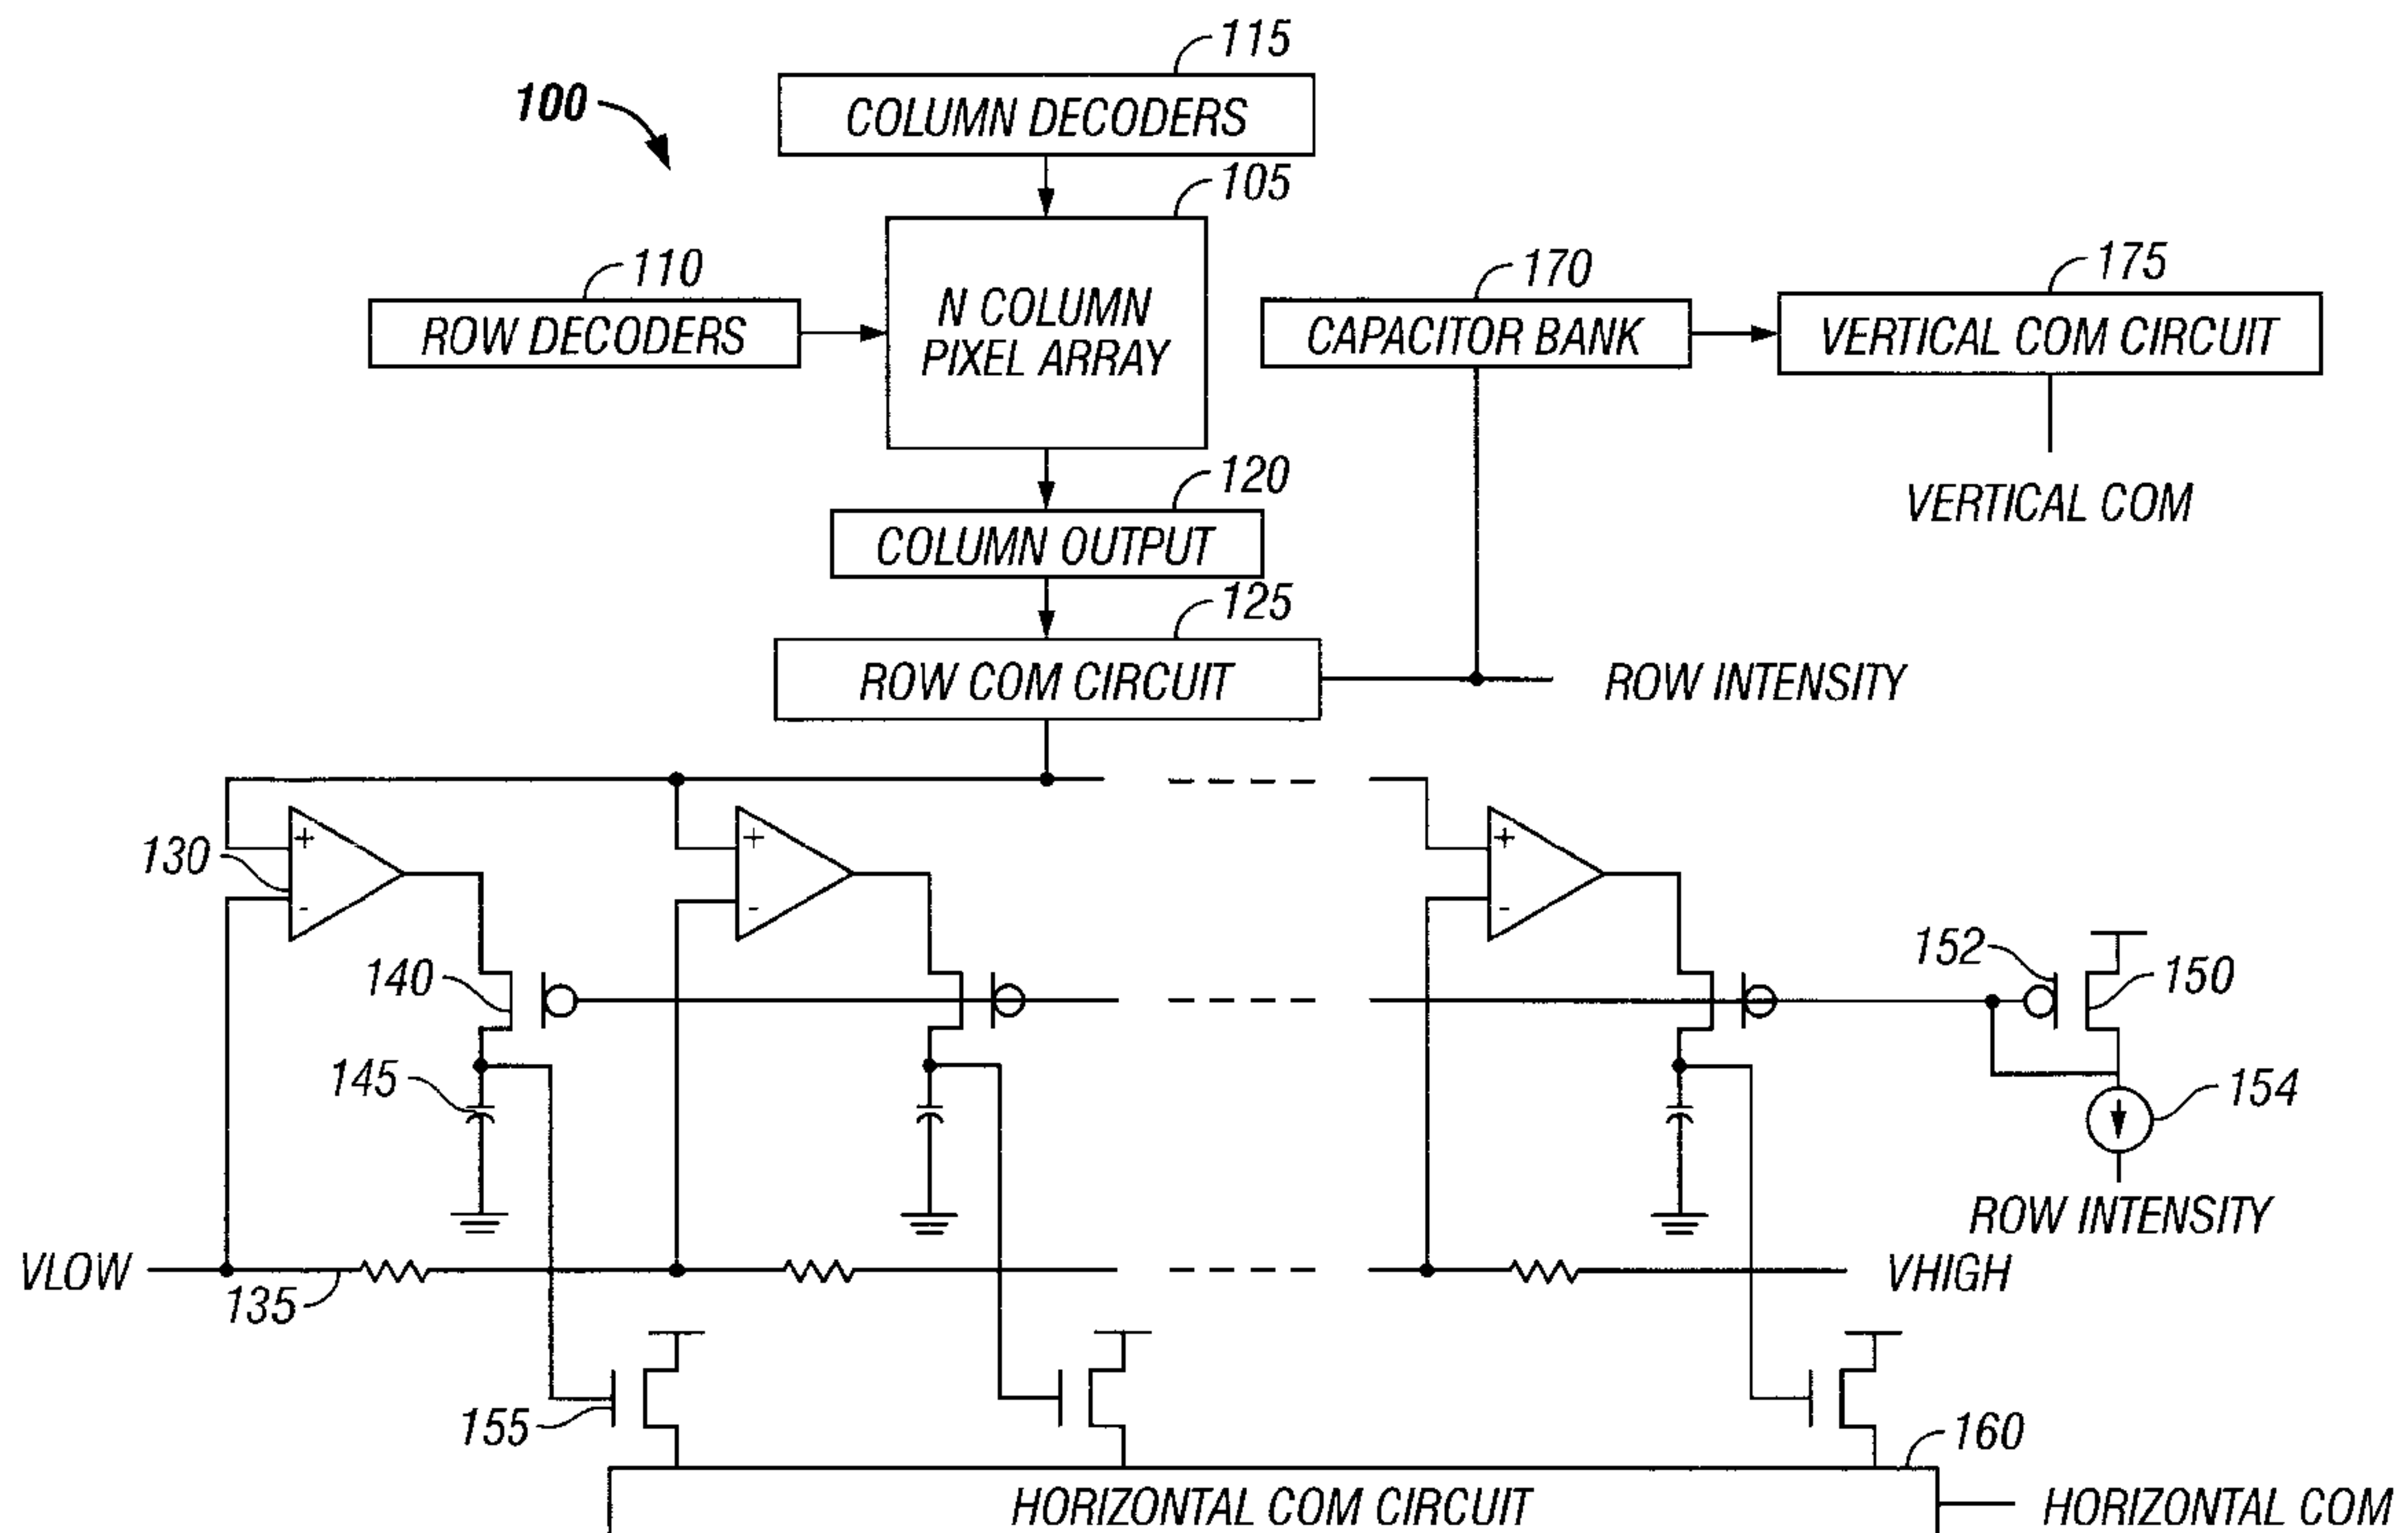 115
100
COLUMN DECODERS
105
110
170
175
ROW DECODERS
N COLUMN
PIXEL ARRAY
CAPACITOR BANK
VERTICAL COM CIRCUIT
120
VERTICAL COM
COLUMN OUTPUT
125
ROW COM CIRCUIT
ROW INTENSITY
+
+
+
130
-
-
-
152
140
150
145
154
ROW INTENSITY
VLOW
VHIGH
135
155
160
HORIZONTAL COM CIRCUIT
HORIZONTAL COM